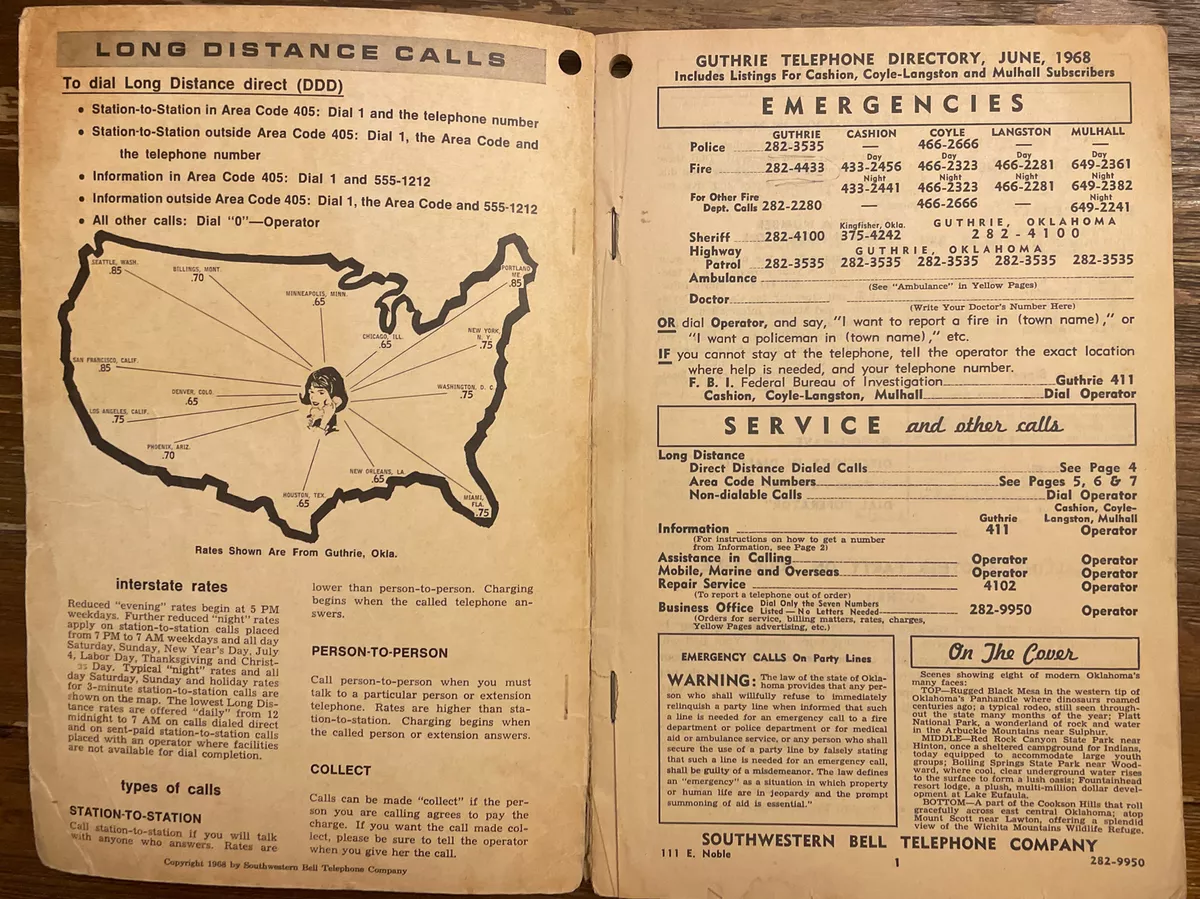 LONG DISTANCE CALLS
To dial Long Distance direct (DDD)
• Station-to-Station in Area Code 405: Dial 1 and the telephone number
• Station-to-Station outside Area Code 405: Dial 1, the Area Code and
the telephone number
• Information in Area Code 405: Dial 1 and 555-1212
• Information outside Area Code 405: Dial 1, the Area Code and 555-1212
• All other calls: Dial "0"—Operator
SEATTLE, WASH.
.85
BILLINGS, MONT.
.70
MINNEAPOLIS, MINN.
.65
PORTLAND
ME.
.85
CHICAGO, ILL.
.65
NEW YORK,
N. Y.
.75
SAN FRANCISCO, CALIF.
.85
DENVER, COLO.
.65
WASHINGTON, D. C.
.75
LOS ANGELES, CALIF.
.75
PHOENIX, ARIZ.
.70
HOUSTON, TEX.
.65
NEW ORLEANS, LA.
.65
MIAMI,
FLA.
.75
Rates Shown Are From Guthrie, Okla.
interstate rates
Reduced "evening" rates begin at 5 PM
weekdays. Further reduced "night" rates
apply on station-to-station calls placed
from 7 PM to 7 AM weekdays and all day
Saturday, Sunday, New Year's Day, July
4, Labor Day, Thanksgiving and Christ-
as Day. Typical "night" rates and all
day Saturday, Sunday and holiday rates
for 3-minute station-to-station calls are
shown on the map. The lowest Long Dis-
tance rates are offered "daily" from 12
midnight to 7 AM on calls dialed direct
and on sent-paid station-to-station calls
placed with an operator where facilities
are not available for dial completion.
types of calls
STATION-TO-STATION
Call station-to-station if you will talk
with anyone who answers. Rates are
lower than person-to-person. Charging
begins when the called telephone an-
swers.
PERSON-TO-PERSON
Call person-to-person when you must
talk to a particular person or extension
telephone. Rates are higher than sta-
tion-to-station. Charging begins when
the called person or extension answers.
COLLECT
Calls can be made "collect" if the per-
son you are calling agrees to pay the
charge. If you want the call made col-
lect, please be sure to tell the operator
when you give her the call.
Copyright 1968 by Southwestern Bell Telephone Company
GUTHRIE TELEPHONE DIRECTORY, JUNE, 1968
Includes Listings For Cashion, Coyle-Langston and Mulhall Subscribers
EMERGENCIES
GUTHRIE CASHION COYLE LANGSTON MULHALL
Police 282-3535 — 466-2666 — —
Day Day Day
Fire 282-4433 433-2456 466-2323 466-2281 649-2361
Night Night Night Night
433-2441 466-2323 466-2281 649-2382
For Other Fire Night
Dept. Calls 282-2280 — 466-2666 — 649-2241
Kingfisher, Okla. GUTHRIE, OKLAHOMA
Sheriff 282-4100 375-4242 282-4100
Highway GUTHRIE, OKLAHOMA
Patrol 282-3535 282-3535 282-3535 282-3535 282-3535
Ambulance
(See "Ambulance" in Yellow Pages)
Doctor
(Write Your Doctor's Number Here)
OR dial Operator, and say, "I want to report a fire in (town name)," or
"I want a policeman in (town name)," etc.
IF you cannot stay at the telephone, tell the operator the exact location
where help is needed, and your telephone number.
F. B. I. Federal Bureau of Investigation Guthrie 411
Cashion, Coyle-Langston, Mulhall Dial Operator
SERVICE and other calls
Long Distance
Direct Distance Dialed Calls See Page 4
Area Code Numbers See Pages 5, 6 & 7
Non-dialable Calls Dial Operator
Cashion, Coyle-
Guthrie Langston, Mulhall
Information 411 Operator
(For instructions on how to get a number
from Information, see Page 2)
Assistance in Calling Operator Operator
Mobile, Marine and Overseas Operator Operator
Repair Service 4102 Operator
(To report a telephone out of order)
Business Office Dial Only the Seven Numbers
Listed—No Letters Needed 282-9950 Operator
(Orders for service, billing matters, rates, charges,
Yellow Pages advertising, etc.)
EMERGENCY CALLS On Party Lines
WARNING: The law of the state of Okla-
homa provides that any per-
son who shall willfully refuse to immediately
relinquish a party line when informed that such
a line is needed for an emergency call to a fire
department or police department or for medical
aid or ambulance service, or any person who shall
secure the use of a party line by falsely stating
that such a line is needed for an emergency call,
shall be guilty of a misdemeanor. The law defines
an "emergency" as a situation in which property
or human life are in jeopardy and the prompt
summoning of aid is essential."
On The Cover
Scenes showing eight of modern Oklahoma's
many faces:
TOP—Rugged Black Mesa in the western tip of
Oklahoma's Panhandle where dinosaurs roamed
centuries ago; a typical rodeo, still seen through-
out the state many months of the year; Platt
National Park, a wonderland of rock and water
in the Arbuckle Mountains near Sulphur.
MIDDLE—Red Rock Canyon State Park near
Hinton, once a sheltered campground for Indians,
today equipped to accommodate large youth
groups; Boiling Springs State Park near Wood-
ward, where cool, clear underground water rises
to the surface to form a lush oasis; Fountainhead
resort lodge, a plush, multi-million dollar devel-
opment at Lake Eufaula.
BOTTOM—A part of the Cookson Hills that roll
gracefully across east central Oklahoma; atop
Mount Scott near Lawton, offering a splendid
view of the Wichita Mountains Wildlife Refuge.
SOUTHWESTERN BELL TELEPHONE COMPANY
111 E. Noble 1 282-9950